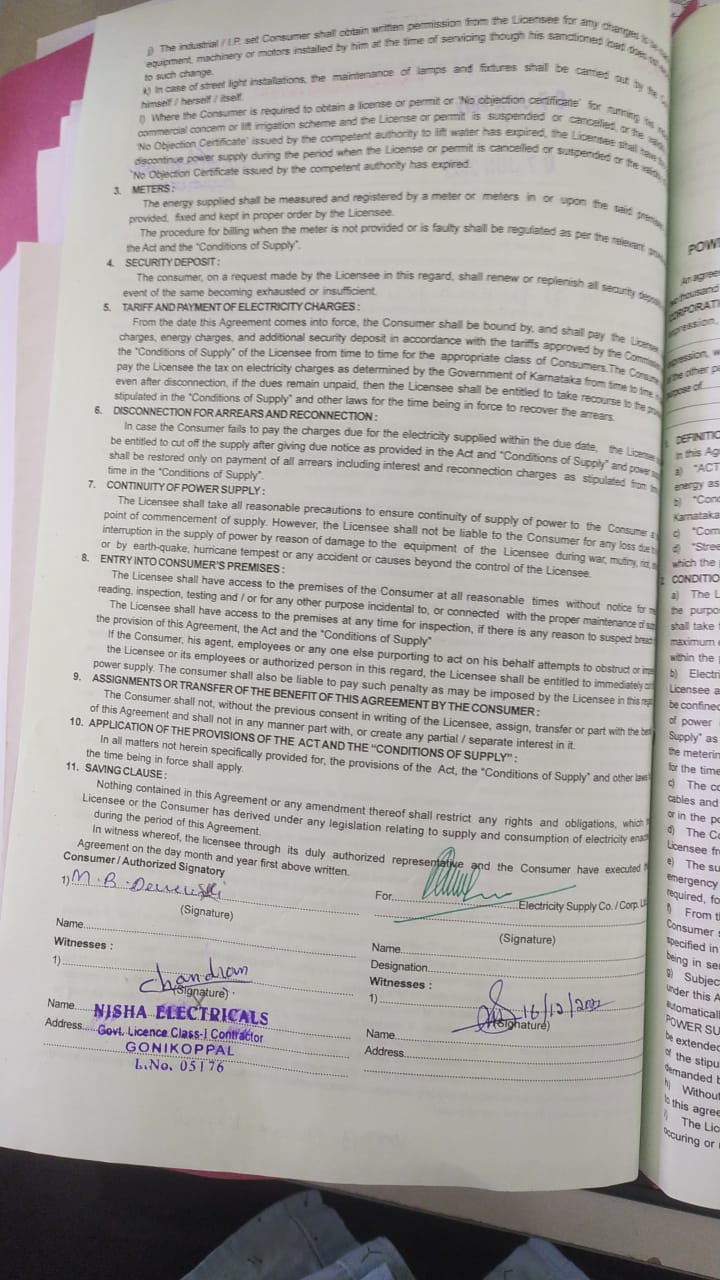 j) The industrial / I.P. set Consumer shall obtain written permission from the Licensee for any changes to be
equipment, machinery or motors installed by him at the time of servicing though his sanctioned load does
to such change.
k) In case of street light installations, the maintenance of lamps and fixtures shall be carried out by the
himself / herself / itself.
l) Where the Consumer is required to obtain a license or permit or 'No objection certificate' for running his
commercial concern or lift irrigation scheme and the License or permit is suspended or cancelled, or the
'No Objection Certificate' issued by the competent authority to lift water has expired, the Licensee shall have
discontinue power supply during the period when the License or permit is cancelled or suspended or the
'No Objection Certificate issued by the competent authority has expired.
3. METERS:
The energy supplied shall be measured and registered by a meter or meters in or upon the said
provided, fixed and kept in proper order by the Licensee.
The procedure for billing when the meter is not provided or is faulty shall be regulated as per the relevant
the Act and the "Conditions of Supply".
4. SECURITY DEPOSIT:
The consumer, on a request made by the Licensee in this regard, shall renew or replenish all security
event of the same becoming exhausted or insufficient.
5. TARIFF AND PAYMENT OF ELECTRICITY CHARGES:
From the date this Agreement comes into force, the Consumer shall be bound by, and shall pay the
charges, energy charges, and additional security deposit in accordance with the tariffs approved by the
the "Conditions of Supply" of the Licensee from time to time for the appropriate class of Consumers.The
pay the Licensee the tax on electricity charges as determined by the Government of Karnataka from time to time
even after disconnection, if the dues remain unpaid, then the Licensee shall be entitled to take recourse to the
stipulated in the "Conditions of Supply" and other laws for the time being in force to recover the arrears.
6. DISCONNECTION FOR ARREARS AND RECONNECTION:
In case the Consumer fails to pay the charges due for the electricity supplied within the due date, the
be entitled to cut off the supply after giving due notice as provided in the Act and "Conditions of Supply" and power
shall be restored only on payment of all arrears including interest and reconnection charges as stipulated from
time in the "Conditions of Supply".
7. CONTINUITY OF POWER SUPPLY:
The Licensee shall take all reasonable precautions to ensure continuity of supply of power to the Consumer
point of commencement of supply. However, the Licensee shall not be liable to the Consumer for any loss due
interruption in the supply of power by reason of damage to the equipment of the Licensee during war, mutiny,
or by earth-quake, hurricane tempest or any accident or causes beyond the control of the Licensee.
8. ENTRY INTO CONSUMER'S PREMISES:
The Licensee shall have access to the premises of the Consumer at all reasonable times without notice for
reading, inspection, testing and / or for any other purpose incidental to, or connected with the proper maintenance of
The Licensee shall have access to the premises at any time for inspection, if there is any reason to suspect
the provision of this Agreement, the Act and the "Conditions of Supply"
If the Consumer, his agent, employees or any one else purporting to act on his behalf attempts to obstruct or
the Licensee or its employees or authorized person in this regard, the Licensee shall be entitled to immediately
power supply. The consumer shall also be liable to pay such penalty as may be imposed by the Licensee in this
9. ASSIGNMENTS OR TRANSFER OF THE BENEFIT OF THIS AGREEMENT BY THE CONSUMER:
The Consumer shall not, without the previous consent in writing of the Licensee, assign, transfer or part with the
of this Agreement and shall not in any manner part with, or create any partial / separate interest in it.
10. APPLICATION OF THE PROVISIONS OF THE ACT AND THE "CONDITIONS OF SUPPLY":
In all matters not herein specifically provided for, the provisions of the Act, the "Conditions of Supply" and other
the time being in force shall apply.
11. SAVING CLAUSE:
Nothing contained in this Agreement or any amendment thereof shall restrict any rights and obligations, which
Licensee or the Consumer has derived under any legislation relating to supply and consumption of electricity
during the period of this Agreement.
In witness whereof, the licensee through its duly authorized representative and the Consumer have executed
Agreement on the day month and year first above written.
Consumer / Authorized Signatory
1) M. B.
(Signature)
For Electricity Supply Co. / Corp.
(Signature)
Name
Name
Designation
Witnesses:
1)
Chandran
(Signature)
Witnesses:
1)
16/12/
(Signature)
Name
NISHA ELECTRICALS
Address
Govt. Licence Class-I Contractor
GONIKOPPAL
L.No. 05176
Name
Address
POW
An agree
thousand
CORPORATI
DEFINITIO
In this Ag
a) "ACT
energy as
b) "Cond
Karnataka
c) "Com
d) "Stree
which the
CONDITIO
a) The L
the purpo
shall take
maximum
within the
b) Electri
Licensee a
be confined
of power
Supply" as
the meterin
for the time
c) The co
cables and
or in the po
d) The Co
Licensee fr
e) The su
emergency
required, fo
f) From t
Consumer
specified in
being in se
g) Subjec
under this A
automaticall
POWER SU
be extended
of the stipu
demanded b
h) Without
to this agree
i) The Lic
occuring or